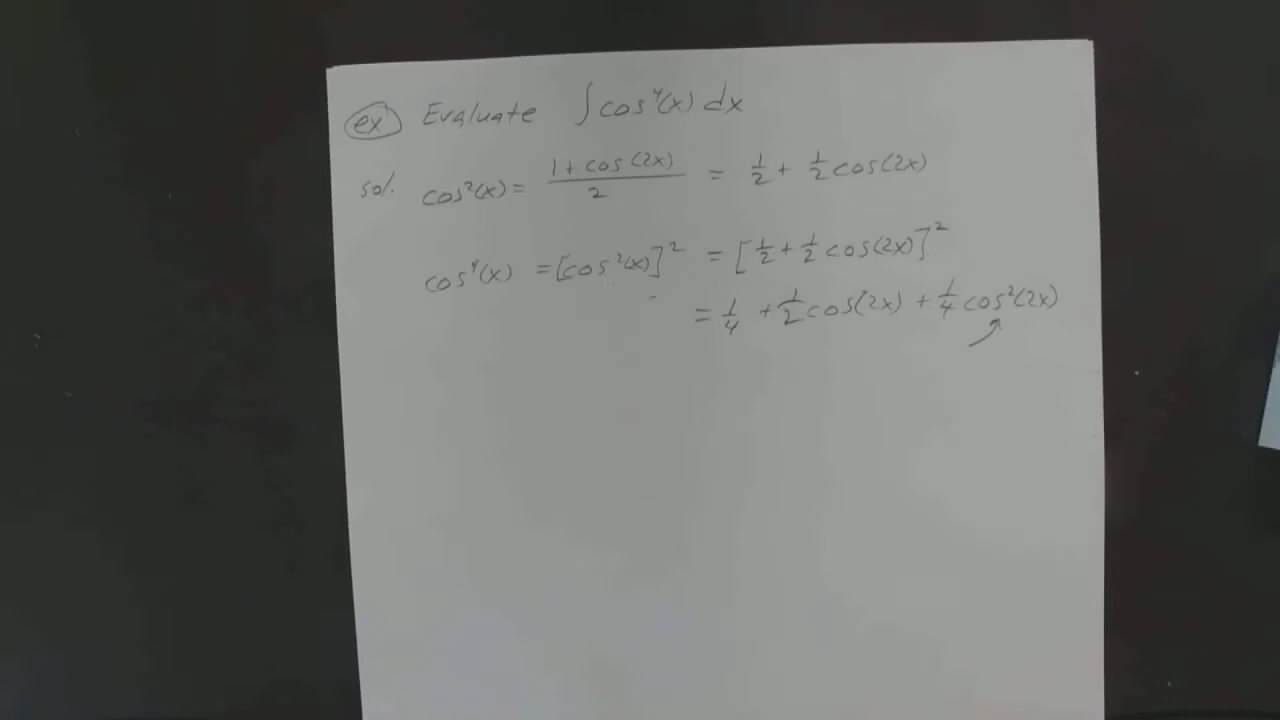 ex Evaluate ∫cos⁴(x) dx
sol. cos²(x) = (1 + cos(2x))/2 = 1/2 + 1/2 cos(2x)
cos⁴(x) = [cos²(x)]² = [1/2 + 1/2 cos(2x)]²
= 1/4 + 1/2 cos(2x) + 1/4 cos²(2x)